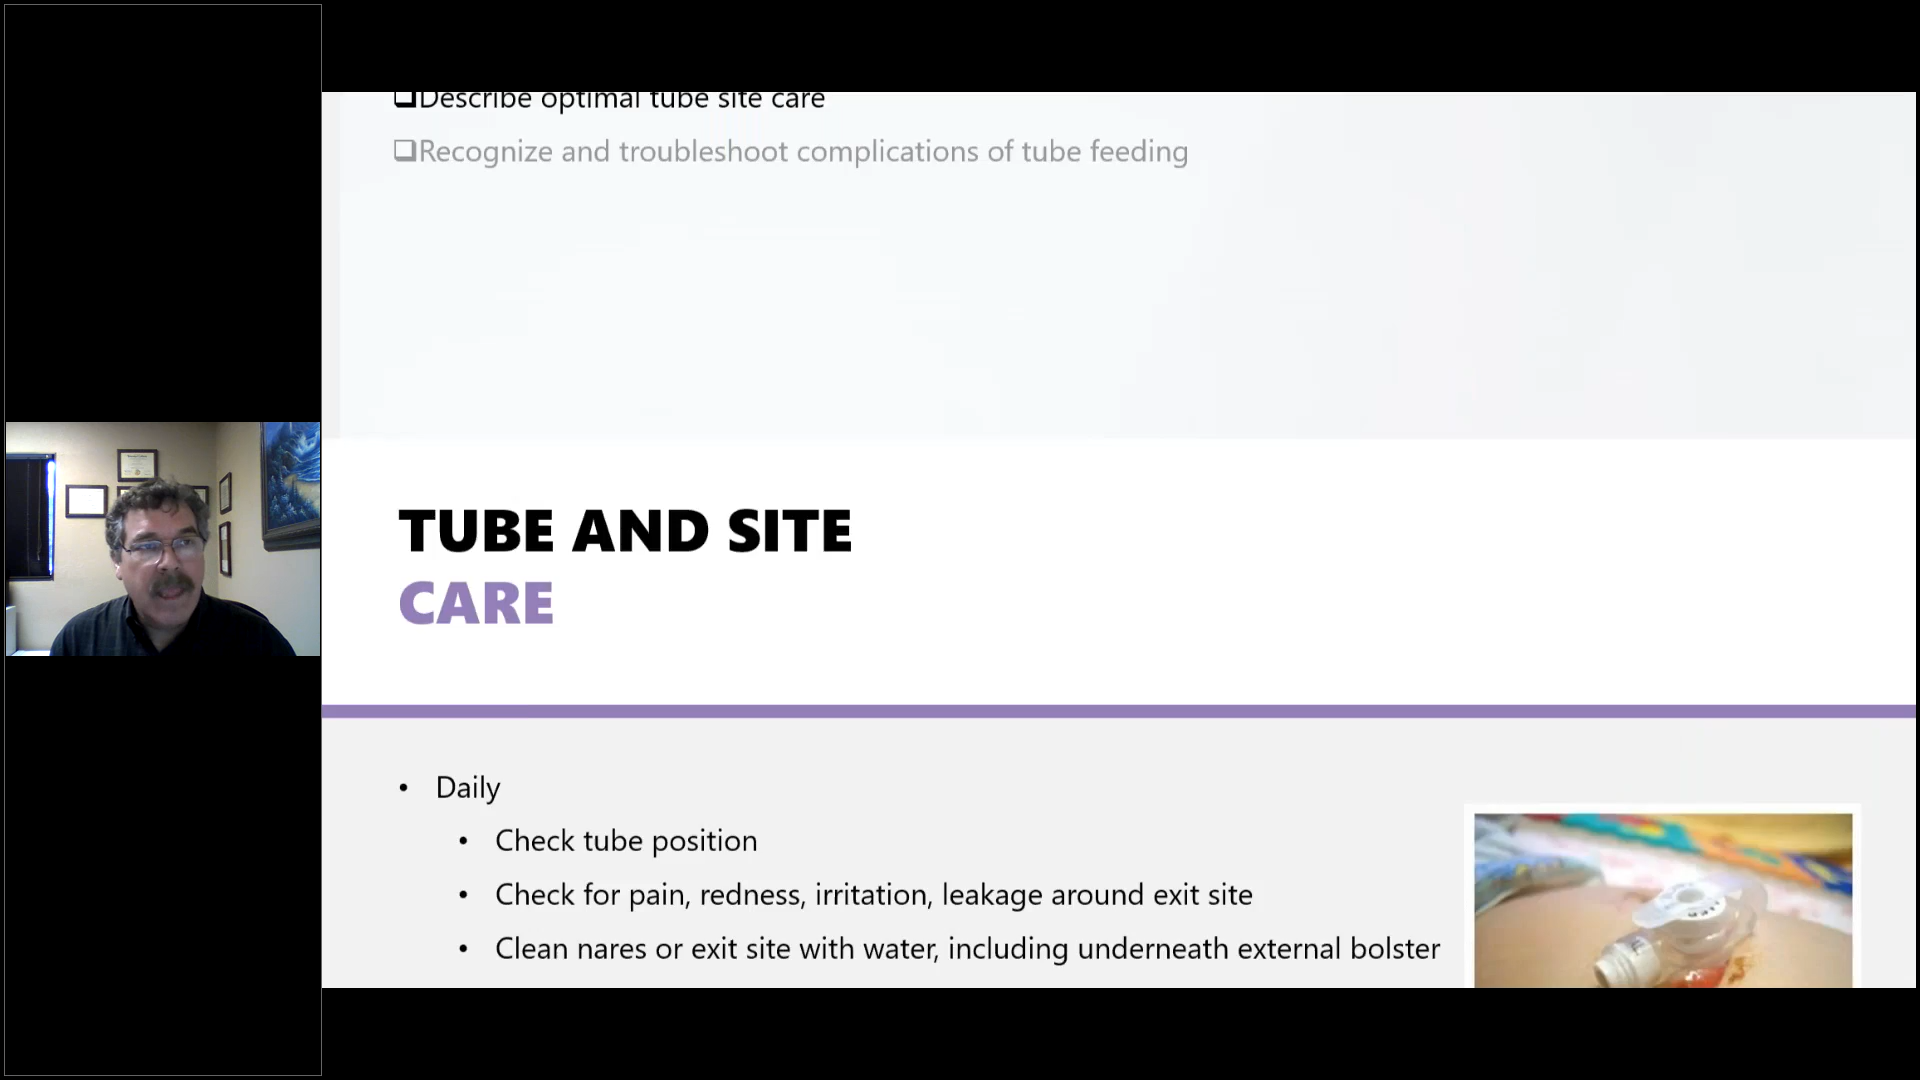 ❑Describe optimal tube site care
❑Recognize and troubleshoot complications of tube feeding
TUBE AND SITE
CARE
• Daily
• Check tube position
• Check for pain, redness, irritation, leakage around exit site
• Clean nares or exit site with water, including underneath external bolster